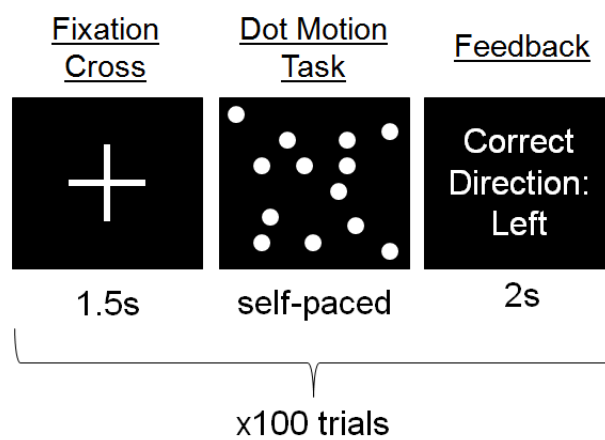 Fixation
Cross
Dot Motion
Task
Feedback
Correct
Direction:
Left
1.5s
self-paced
2s
x100 trials